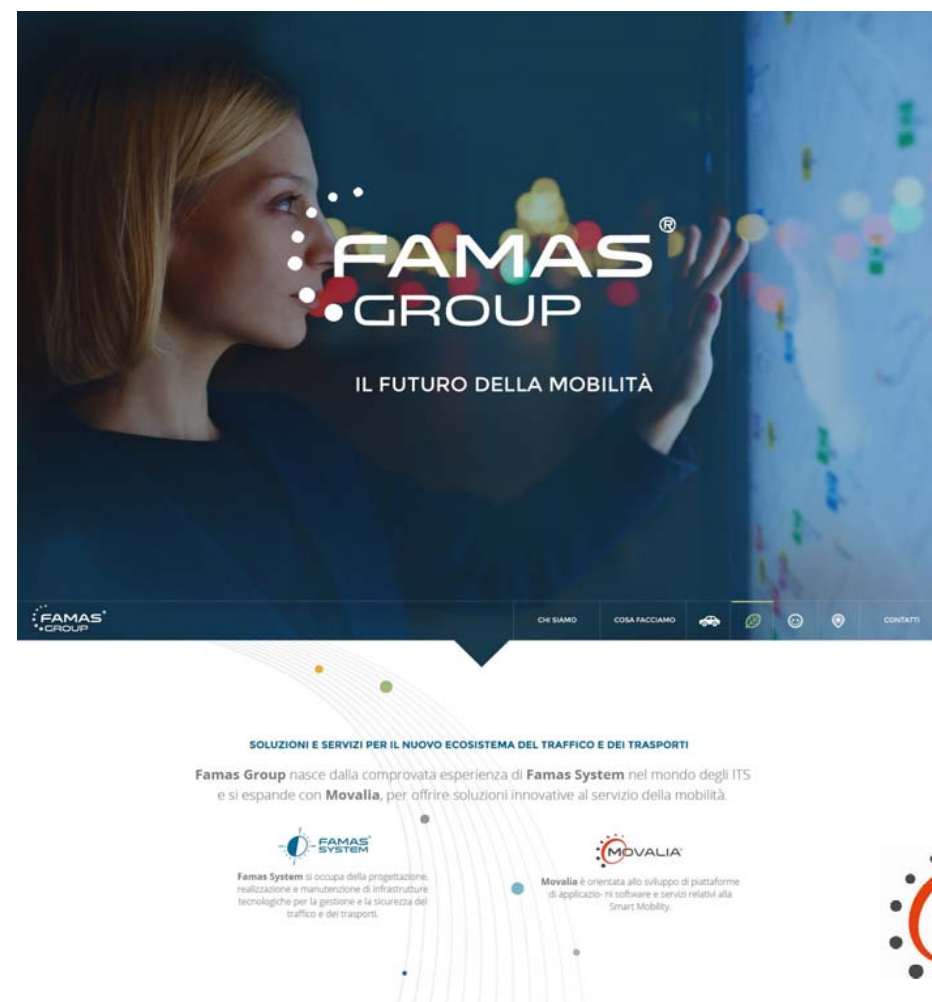 FAMAS®
GROUP
IL FUTURO DELLA MOBILITÀ
FAMAS®
GROUP
CHI SIAMO
COSA FACCIAMO
CONTATTI
SOLUZIONI E SERVIZI PER IL NUOVO ECOSISTEMA DEL TRAFFICO E DEI TRASPORTI
Famas Group nasce dalla comprovata esperienza di Famas System nel mondo degli ITS
e si espande con Movalia, per offrire soluzioni innovative al servizio della mobilità.
FAMAS®
SYSTEM
Famas System si occupa della progettazione,
realizzazione e manutenzione di infrastrutture
tecnologiche per la gestione e la sicurezza del
traffico e dei trasporti.
MOVALIA®
Movalia è orientata allo sviluppo di piattaforme
di applicazio- ni software e servizi relativi alla
Smart Mobility.